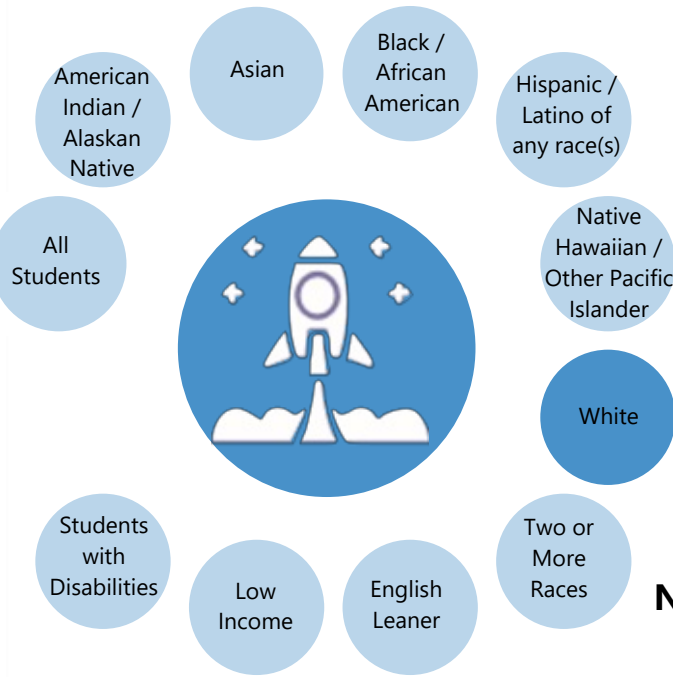 All
Students
American
Indian /
Alaskan
Native
Asian
Black /
African
American
Hispanic /
Latino of
any race(s)
Native
Hawaiian /
Other Pacific
Islander
White
Two or
More
Races
English
Leaner
Low
Income
Students
with
Disabilities
N